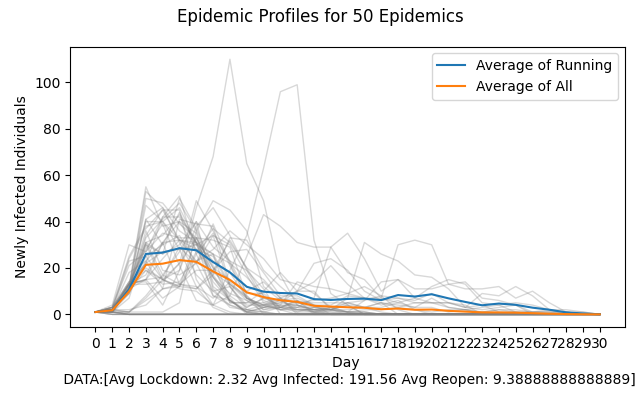 Epidemic Profiles for 50 Epidemics
Average of Running
Average of All
Newly Infected Individuals
100
80
60
40
20
0
0 1 2 3 4 5 6 7 8 9 10 11 12 13 14 15 16 17 18 19 20 21 22 23 24 25 26 27 28 29 30
Day
DATA:[Avg Lockdown: 2.32 Avg Infected: 191.56 Avg Reopen: 9.38888888888889]